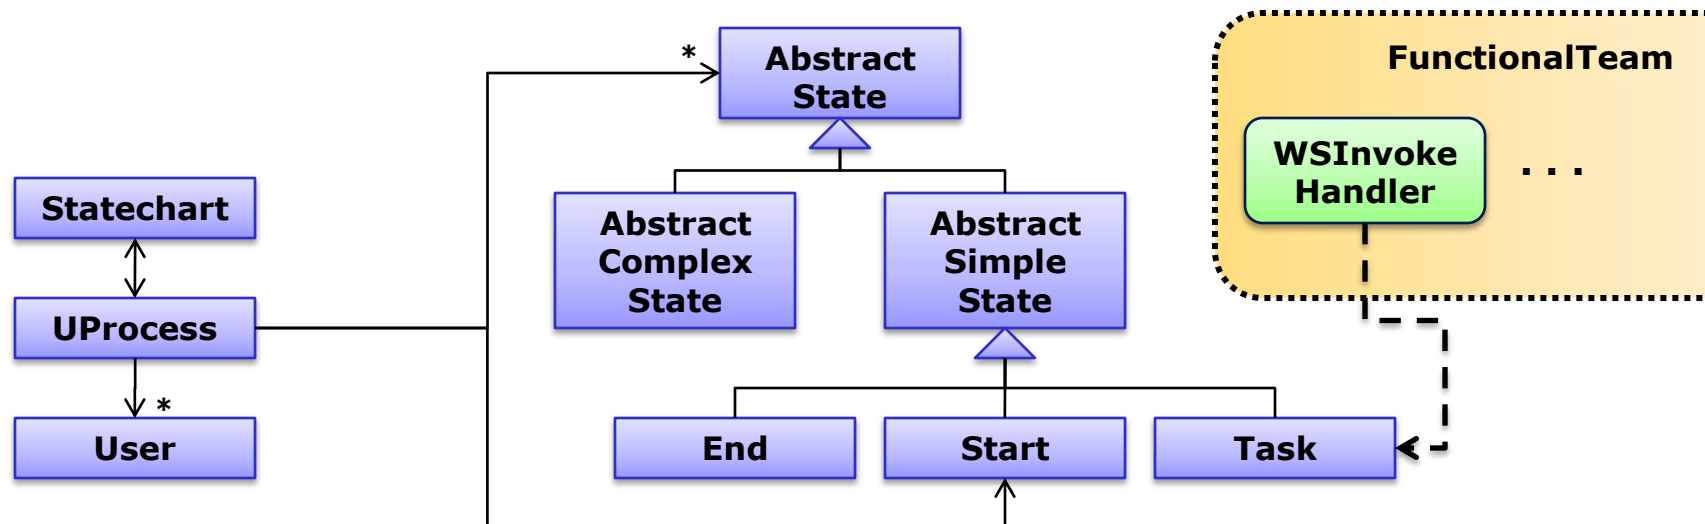 *
Abstract
State
FunctionalTeam
WSInvoke
Handler
. . .
Statechart
Abstract
Complex
State
Abstract
Simple
State
UProcess
*
User
End
Start
Task